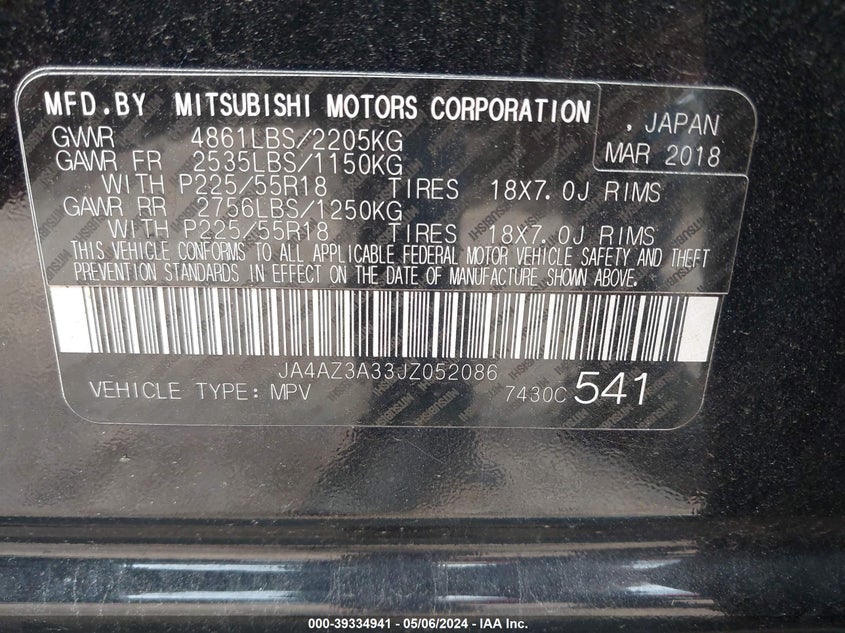 MFD.BY MITSUBISHI MOTORS CORPORATION
, JAPAN
MAR 2018
GVWR 4861LBS/2205KG
GAWR FR 2535LBS/1150KG
WITH P225/55R18 TIRES 18X7.0J RIMS
GAWR RR 2756LBS/1250KG
WITH P225/55R18 TIRES 18X7.0J RIMS
THIS VEHICLE CONFORMS TO ALL APPLICABLE FEDERAL MOTOR VEHICLE SAFETY AND THEFT
PREVENTION STANDARDS IN EFFECT ON THE DATE OF MANUFACTURE SHOWN ABOVE.
JA4AZ3A33JZ052086
VEHICLE TYPE: MPV 7430C 541
000-39334941 - 05/06/2024 - IAA Inc.